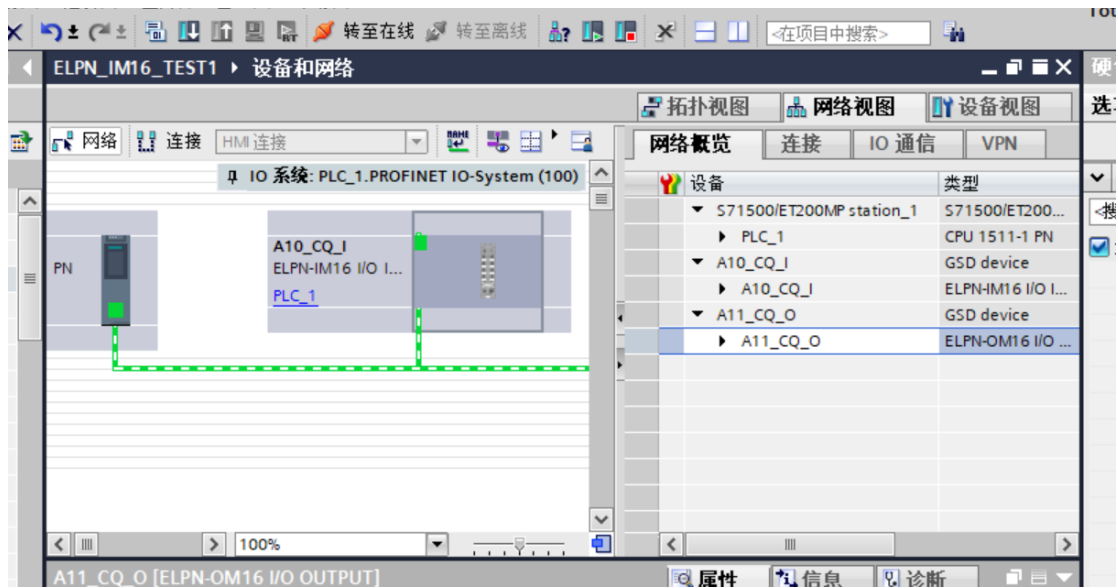 转至在线
转至离线
<在项目中搜索>
ELPN_IM16_TEST1
设备和网络
拓扑视图
网络视图
设备视图
网络
连接
HMI 连接
网络概览
连接
IO 通信
VPN
IO 系统: PLC_1.PROFINET IO-System (100)
设备
类型
S71500/ET200MP station_1
S71500/ET200...
PLC_1
CPU 1511-1 PN
A10_CQ_I
GSD device
A10_CQ_I
ELPN-IM16 I/O I...
A11_CQ_O
GSD device
A11_CQ_O
ELPN-OM16 I/O ...
PN
A10_CQ_I
ELPN-IM16 I/O I...
PLC_1
100%
A11_CQ_O [ELPN-OM16 I/O OUTPUT]
属性
信息
诊断